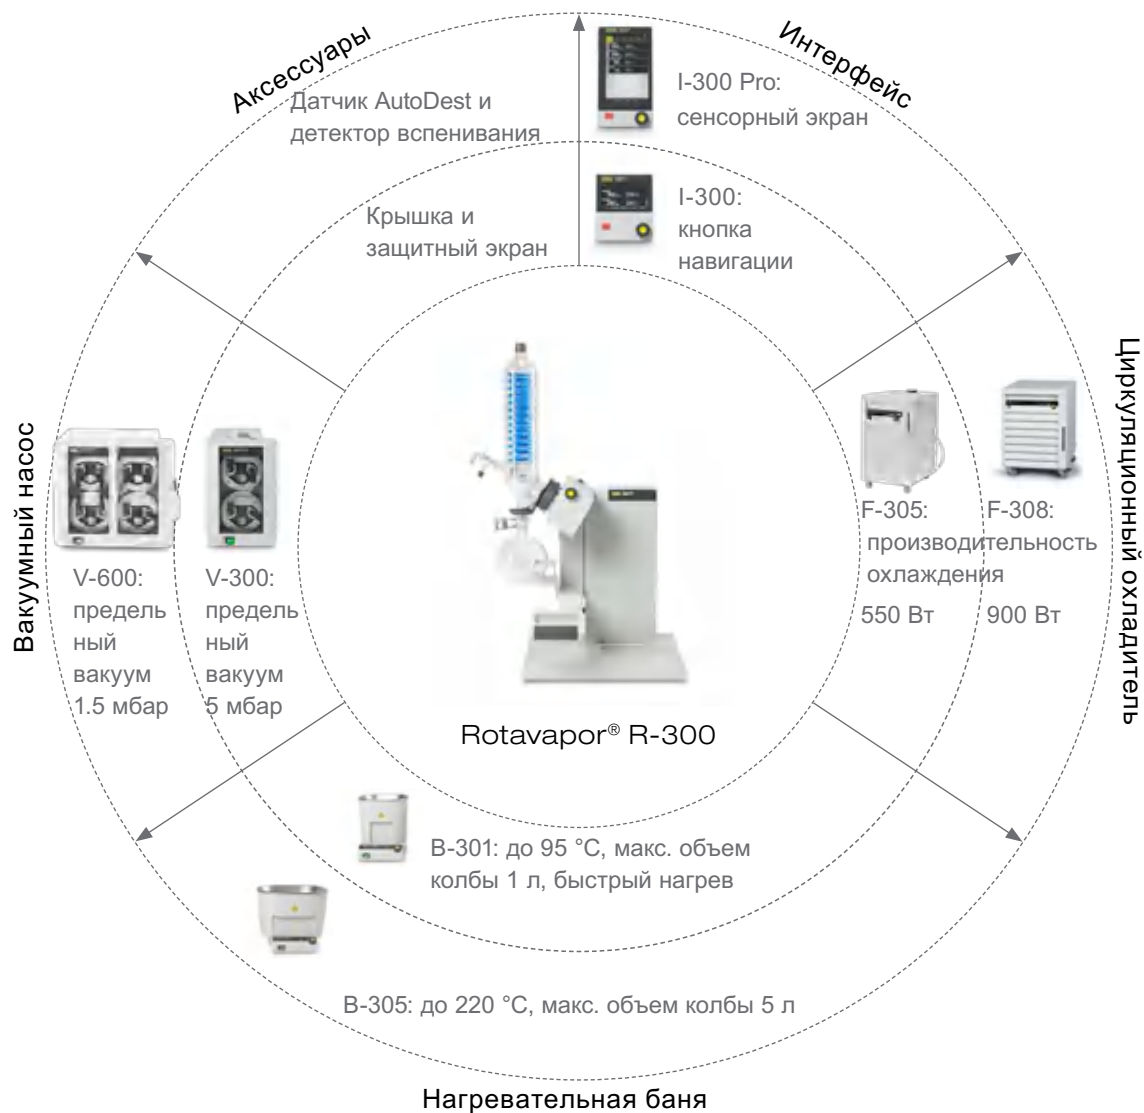 Аксессуары
Интерфейс
Датчик AutoDest и
детектор вспенивания
I-300 Pro:
сенсорный экран
Крышка и
защитный экран
I-300:
кнопка
навигации
Вакуумный насос
V-600:
предель
ный
вакуум
1.5 мбар
V-300:
предель
ный
вакуум
5 мбар
Циркуляционный охладитель
F-305:
F-308:
производительность
охлаждения
550 Вт
900 Вт
Rotavapor® R-300
B-301: до 95 °C, макс. объем
колбы 1 л, быстрый нагрев
B-305: до 220 °C, макс. объем колбы 5 л
Нагревательная баня